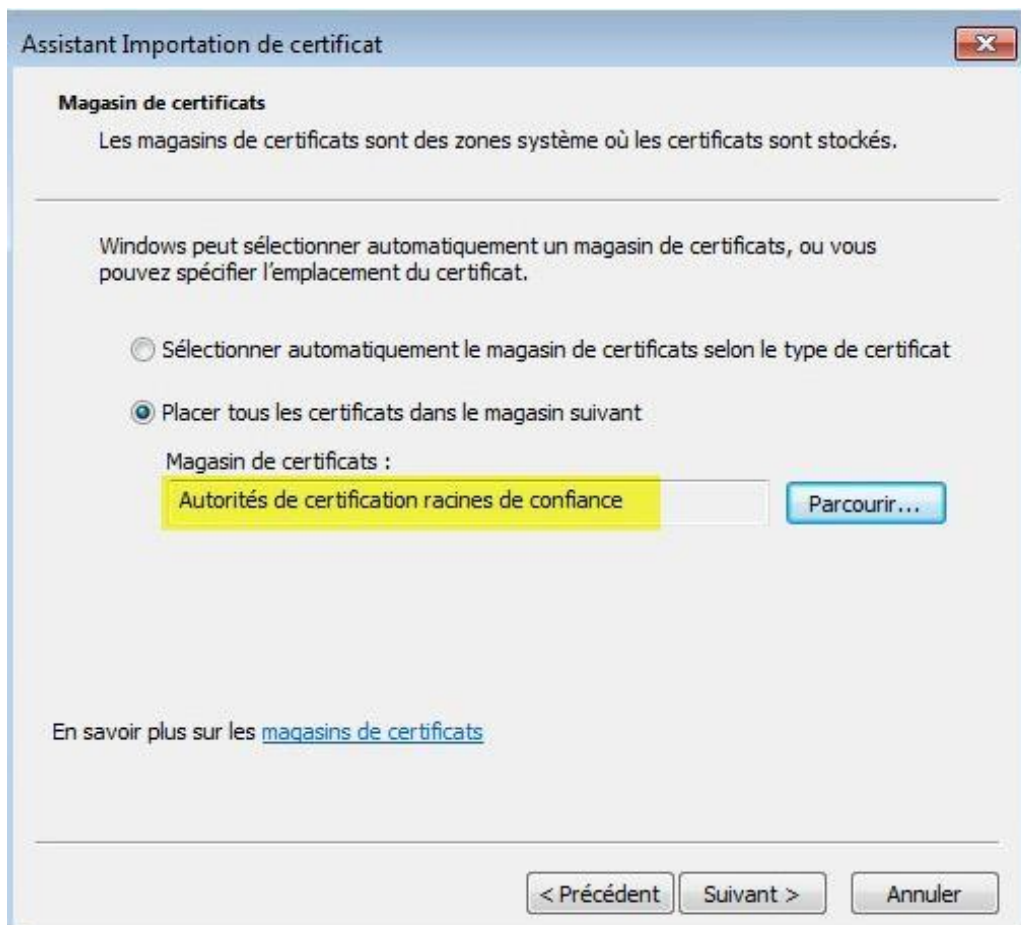 Assistant Importation de certificat
Magasin de certificats
Les magasins de certificats sont des zones système où les certificats sont stockés.
Windows peut sélectionner automatiquement un magasin de certificats, ou vous
pouvez spécifier l'emplacement du certificat.
Sélectionner automatiquement le magasin de certificats selon le type de certificat
Placer tous les certificats dans le magasin suivant
Magasin de certificats :
Autorités de certification racines de confiance
Parcourir...
En savoir plus sur les magasins de certificats
< Précédent
Suivant >
Annuler